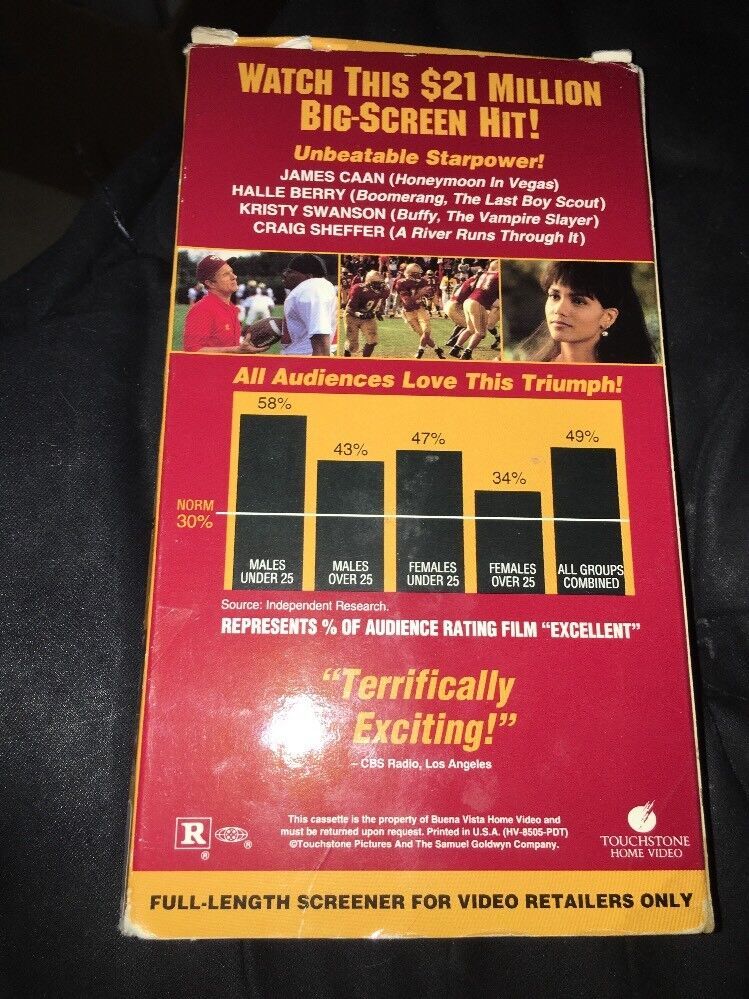 WATCH THIS $21 MILLION
BIG-SCREEN HIT!
Unbeatable Starpower!
JAMES CAAN (Honeymoon In Vegas)
HALLE BERRY (Boomerang, The Last Boy Scout)
KRISTY SWANSON (Buffy, The Vampire Slayer)
CRAIG SHEFFER (A River Runs Through It)
All Audiences Love This Triumph!
58%
43%
47%
34%
49%
NORM
30%
MALES
UNDER 25
MALES
OVER 25
FEMALES
UNDER 25
FEMALES
OVER 25
ALL GROUPS
COMBINED
Source: Independent Research.
REPRESENTS % OF AUDIENCE RATING FILM "EXCELLENT"
"Terrifically
Exciting!"
– CBS Radio, Los Angeles
R
®
®
This cassette is the property of Buena Vista Home Video and
must be returned upon request. Printed in U.S.A. (HV-8505-PDT)
©Touchstone Pictures And The Samuel Goldwyn Company.
TOUCHSTONE
HOME VIDEO
FULL-LENGTH SCREENER FOR VIDEO RETAILERS ONLY